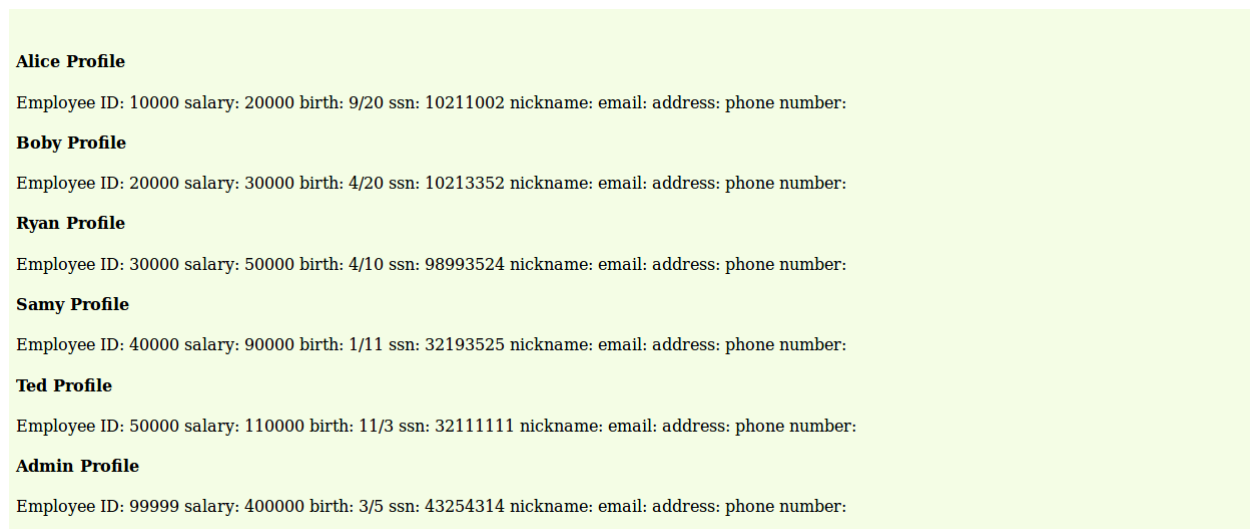 Alice Profile
Employee ID: 10000 salary: 20000 birth: 9/20 ssn: 10211002 nickname: email: address: phone number:
Boby Profile
Employee ID: 20000 salary: 30000 birth: 4/20 ssn: 10213352 nickname: email: address: phone number:
Ryan Profile
Employee ID: 30000 salary: 50000 birth: 4/10 ssn: 98993524 nickname: email: address: phone number:
Samy Profile
Employee ID: 40000 salary: 90000 birth: 1/11 ssn: 32193525 nickname: email: address: phone number:
Ted Profile
Employee ID: 50000 salary: 110000 birth: 11/3 ssn: 32111111 nickname: email: address: phone number:
Admin Profile
Employee ID: 99999 salary: 400000 birth: 3/5 ssn: 43254314 nickname: email: address: phone number: